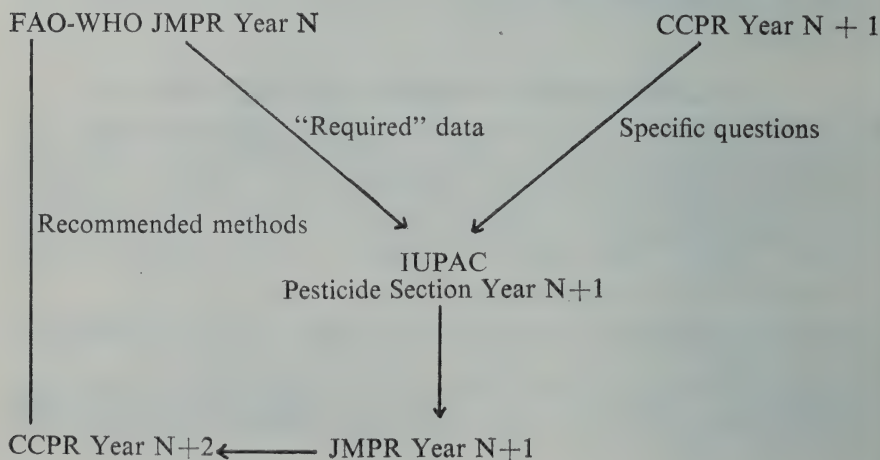 FAO-WHO JMPR Year N
CCPR Year N + 1
“Required” data
Specific questions
Recommended methods
IUPAC
Pesticide Section Year N+1
CCPR Year N+2
JMPR Year N+1